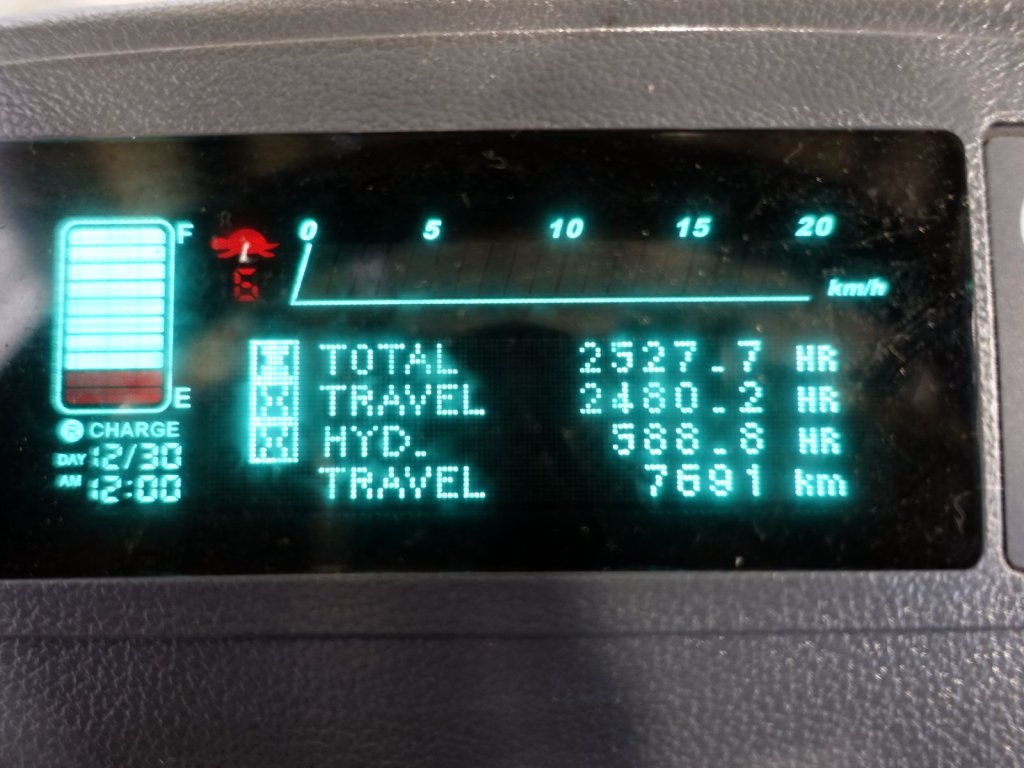 F
0 5 10 15 20
6
km/h
TOTAL 2527.7 HR
TRAVEL 2480.2 HR
E
HYD. 588.8 HR
CHARGE
DAY 12/30
TRAVEL 7691 km
AM 12:00